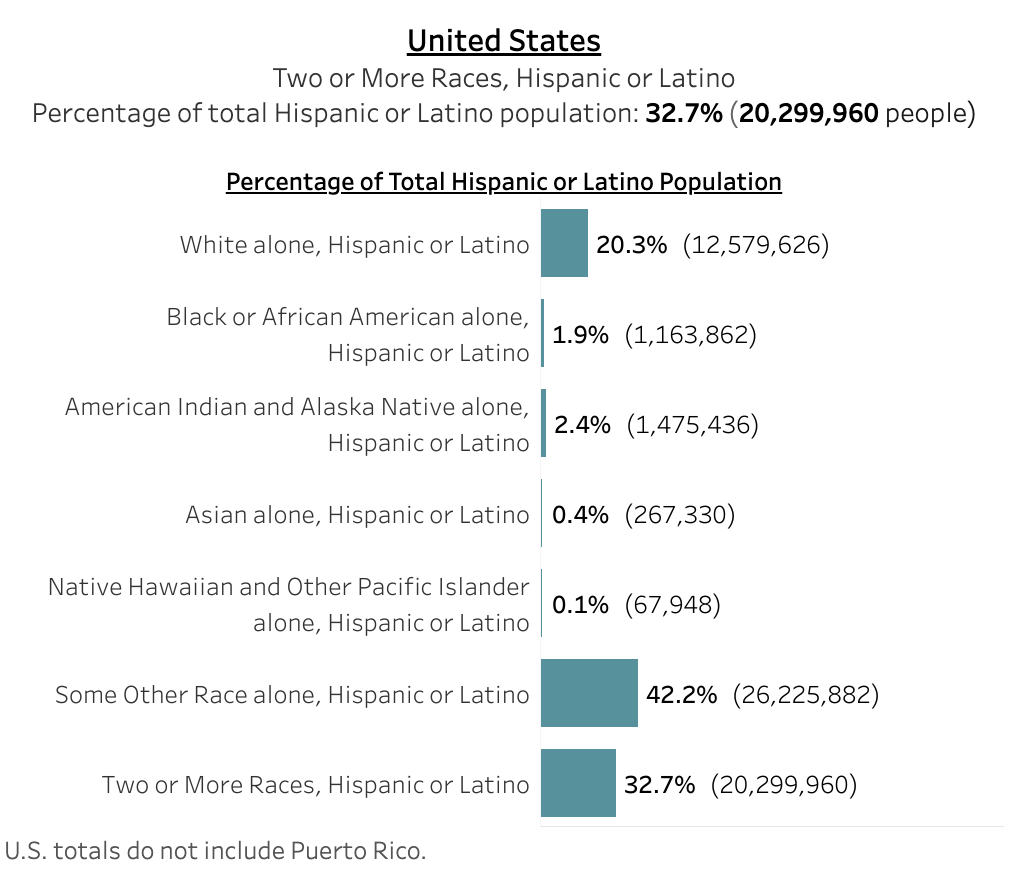 United States
Two or More Races, Hispanic or Latino
Percentage of total Hispanic or Latino population: 32.7% (20,299,960 people)
Percentage of Total Hispanic or Latino Population
White alone, Hispanic or Latino 20.3% (12,579,626)
Black or African American alone,
Hispanic or Latino 1.9% (1,163,862)
American Indian and Alaska Native alone,
Hispanic or Latino 2.4% (1,475,436)
Asian alone, Hispanic or Latino 0.4% (267,330)
Native Hawaiian and Other Pacific Islander
alone, Hispanic or Latino 0.1% (67,948)
Some Other Race alone, Hispanic or Latino 42.2% (26,225,882)
Two or More Races, Hispanic or Latino 32.7% (20,299,960)
U.S. totals do not include Puerto Rico.